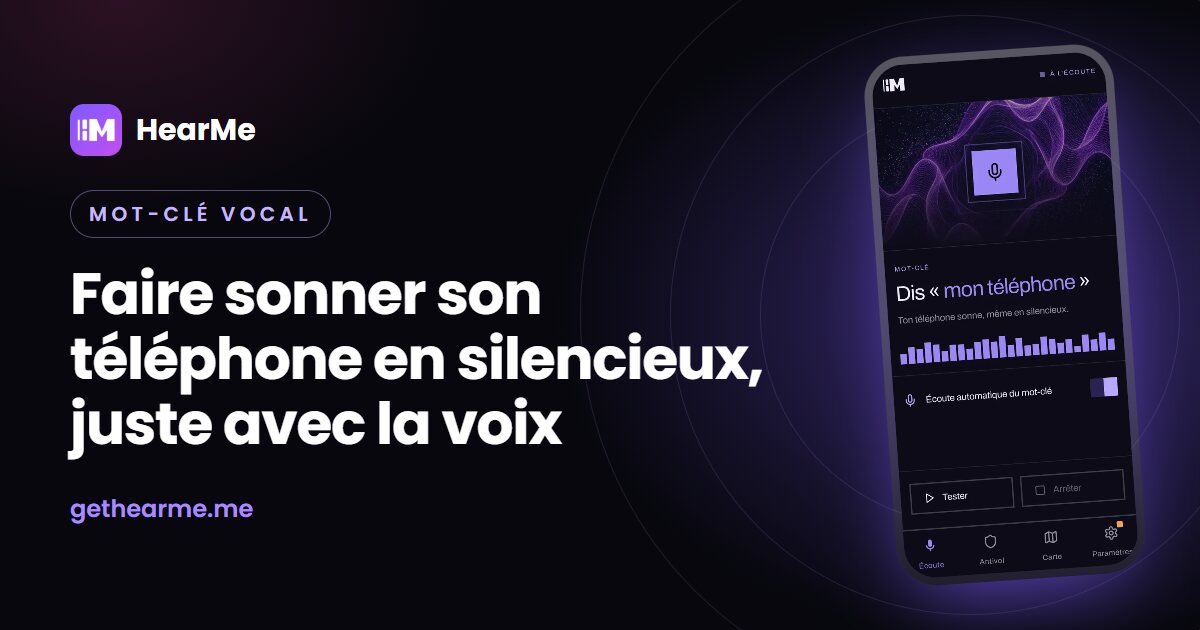 HearMe
MOT-CLÉ VOCAL
Faire sonner son
téléphone en silencieux,
juste avec la voix
gethearme.me
HM
À L'ÉCOUTE
MOT-CLÉ
Dis « mon téléphone »
Ton téléphone sonne, même en silencieux.
Écoute automatique du mot-clé
Tester
Arrêter
Écoute
Antivol
Carte
Paramètres